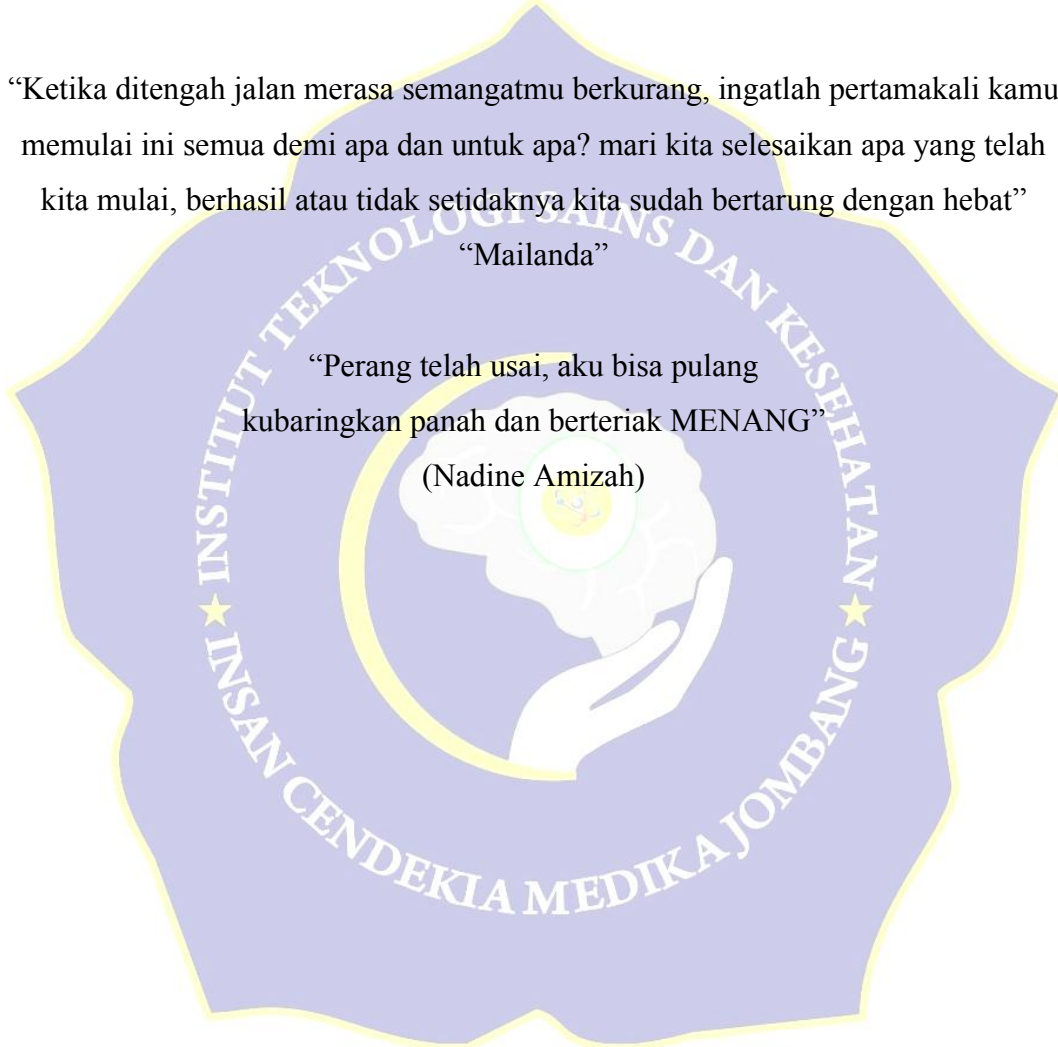 “Ketika ditengah jalan merasa semangatmu berkurang, ingatlah pertamakali kamu
memulai ini semua demi apa dan untuk apa? mari kita selesaikan apa yang telah
kita mulai, berhasil atau tidak setidaknya kita sudah bertarung dengan hebat”
“Mailanda”
“Perang telah usai, aku bisa pulang
kubaringkan panah dan berteriak MENANG”
(Nadine Amizah)
INSTITUT TEKNOLOGI SAINS DAN KESEHATAN
INSAN CENDEKIA MEDIKA JOMBANG